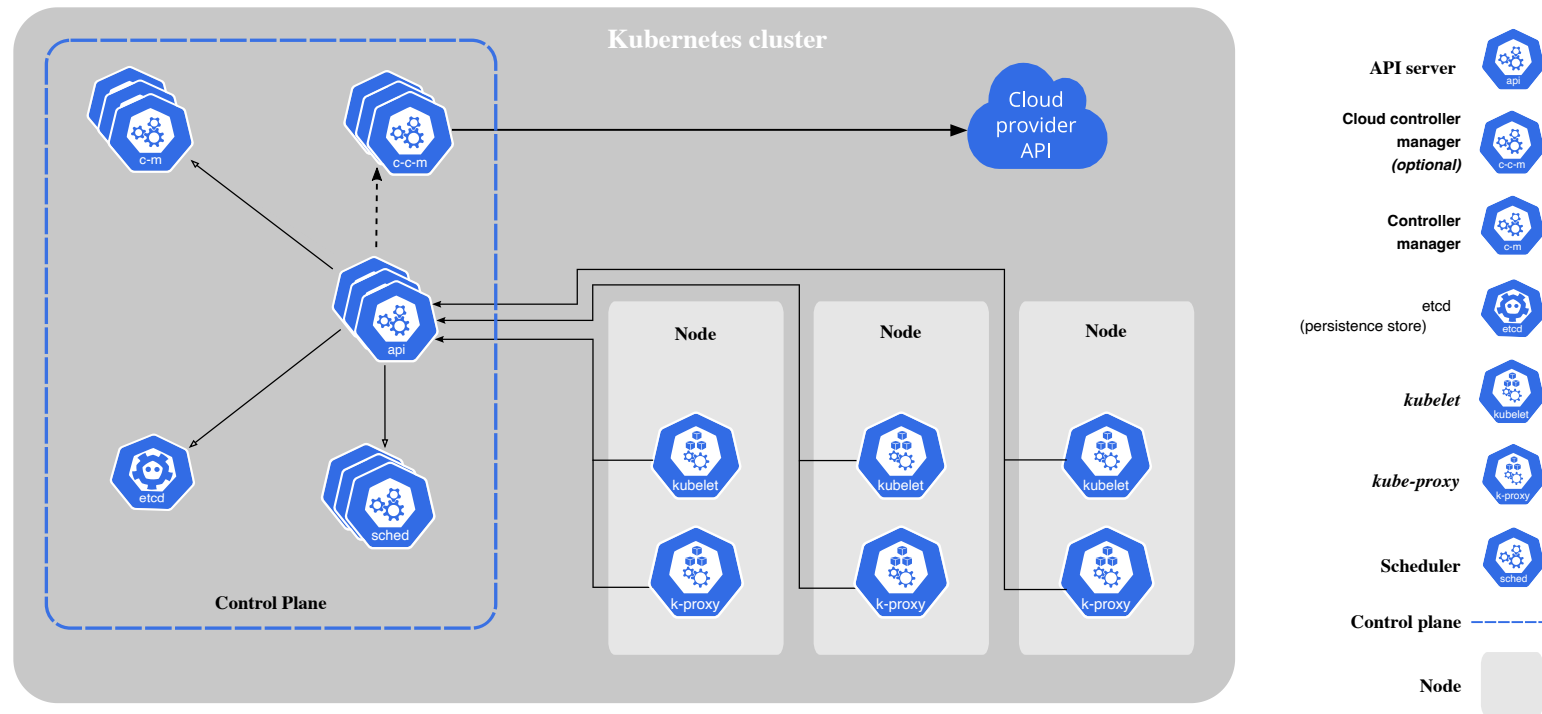 Kubernetes cluster
c-m
c-c-m
Cloud
provider
API
api
etcd
sched
Control Plane
Node
kubelet
k-proxy
Node
kubelet
k-proxy
Node
kubelet
k-proxy
API server
api
Cloud controller
manager
(optional)
c-c-m
Controller
manager
c-m
etcd
(persistence store)
etcd
kubelet
kubelet
kube-proxy
k-proxy
Scheduler
sched
Control plane
Node